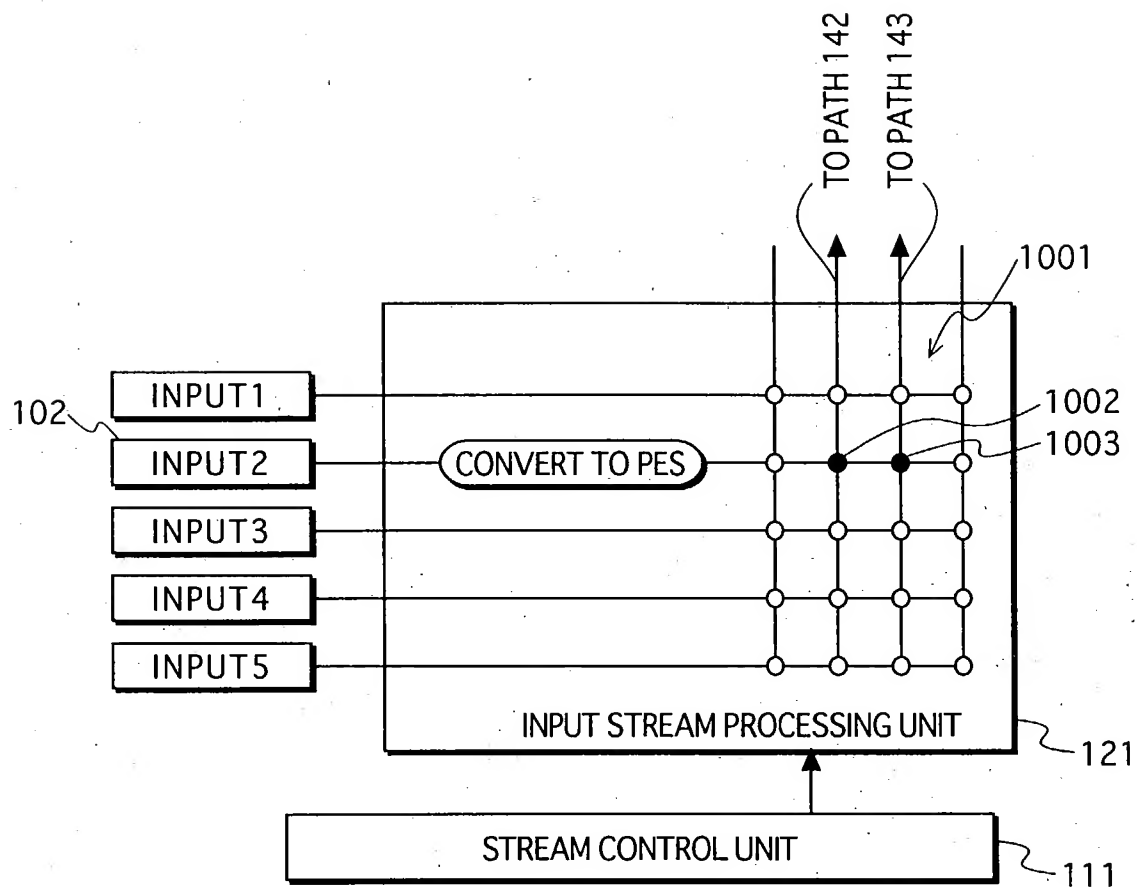 TO PATH 142
TO PATH 143
1001
INPUT1
1002
102
INPUT2
CONVERT TO PES
1003
INPUT3
INPUT4
INPUT5
INPUT STREAM PROCESSING UNIT
121
STREAM CONTROL UNIT
111